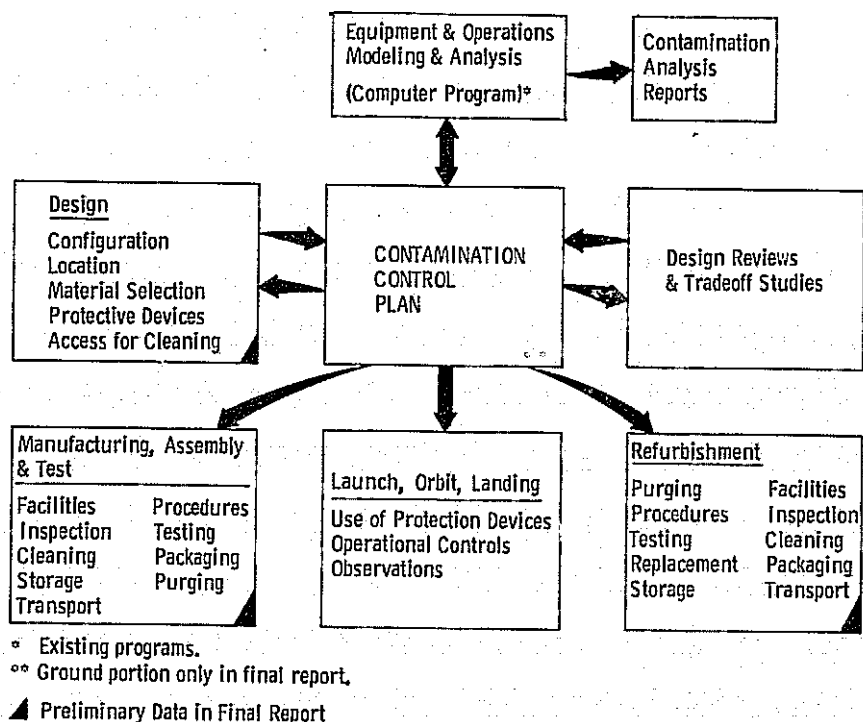 Equipment & Operations
Modeling & Analysis
(Computer Program)*
Contamination
Analysis
Reports
Design
Configuration
Location
Material Selection
Protective Devices
Access for Cleaning
CONTAMINATION
CONTROL
PLAN
**
Design Reviews
& Tradeoff Studies
Manufacturing, Assembly
& Test
Facilities Procedures
Inspection Testing
Cleaning Packaging
Storage Purging
Transport
Launch, Orbit, Landing
Use of Protection Devices
Operational Controls
Observations
Refurbishment
Purging Facilities
Procedures Inspection
Testing Cleaning
Replacement Packaging
Storage Transport
* Existing programs.
** Ground portion only in final report.
Preliminary Data in Final Report